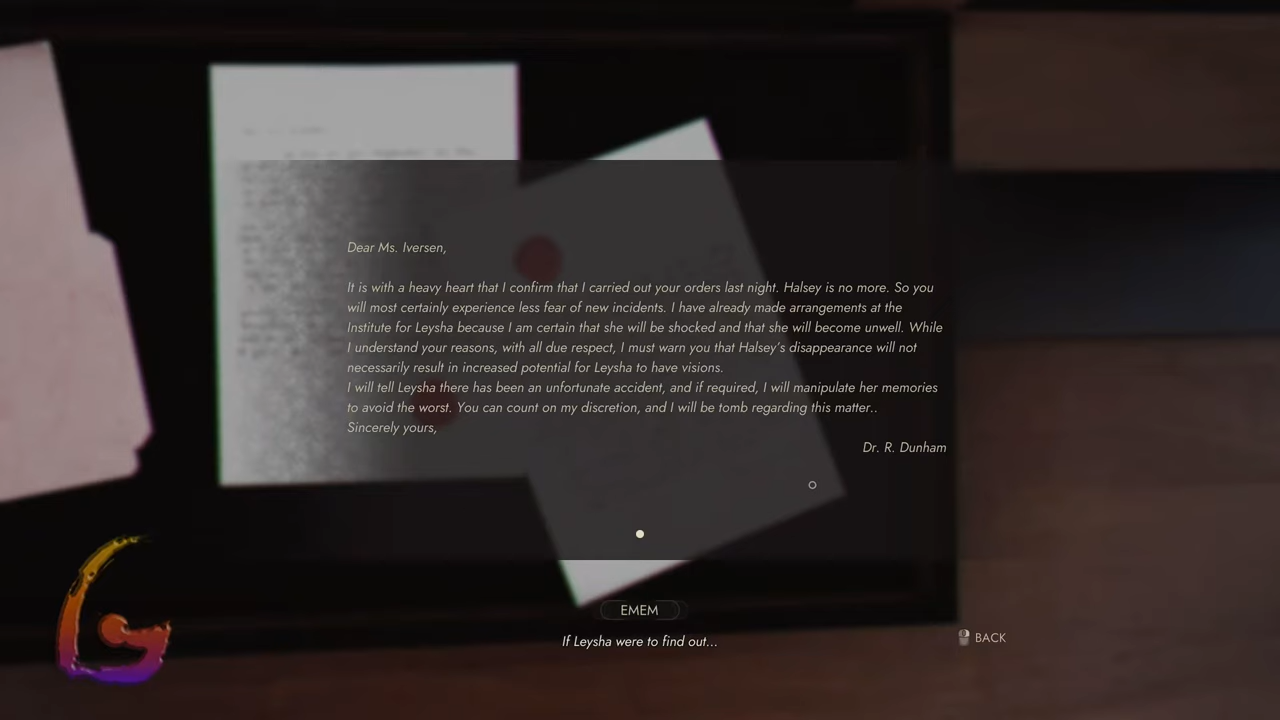 Dear Ms. Iversen,
It is with a heavy heart that I confirm that I carried out your orders last night. Halsey is no more. So you
will most certainly experience less fear of new incidents. I have already made arrangements at the
Institute for Leysha because I am certain that she will be shocked and that she will become unwell. While
I understand your reasons, with all due respect, I must warn you that Halsey's disappearance will not
necessarily result in increased potential for Leysha to have visions.
I will tell Leysha there has been an unfortunate accident, and if required, I will manipulate her memories
to avoid the worst. You can count on my discretion, and I will be tomb regarding this matter..
Sincerely yours,
Dr. R. Dunham
EMEM
If Leysha were to find out...
BACK